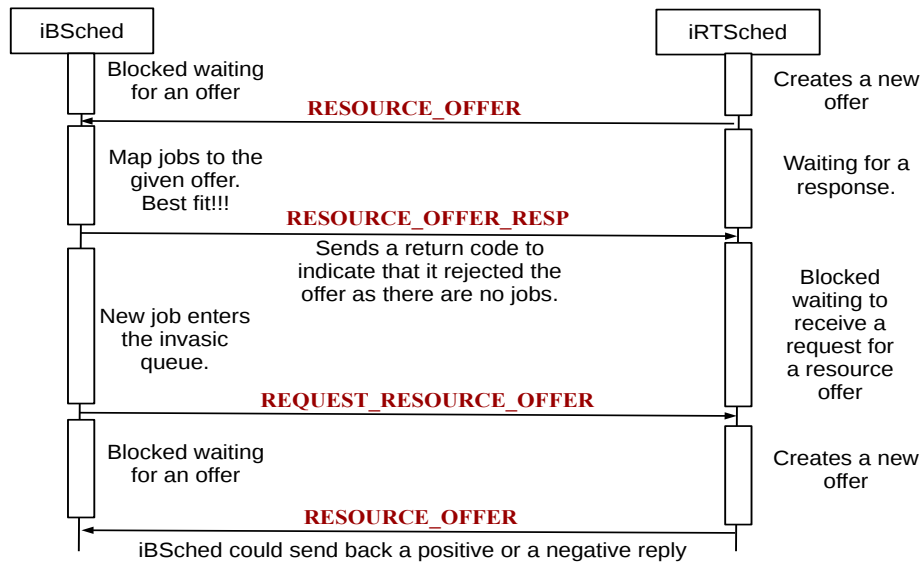 iBSched
iRTSched
Blocked waiting
for an offer
Creates a new
offer
RESOURCE_OFFER
Map jobs to the
given offer.
Best fit!!!
Waiting for a
response.
RESOURCE_OFFER_RESP
Sends a return code to
indicate that it rejected the
offer as there are no jobs.
New job enters
the invasic
queue.
Blocked
waiting to
receive a
request for
a resource
offer
REQUEST_RESOURCE_OFFER
Blocked waiting
for an offer
Creates a new
offer
RESOURCE_OFFER
iBSched could send back a positive or a negative reply